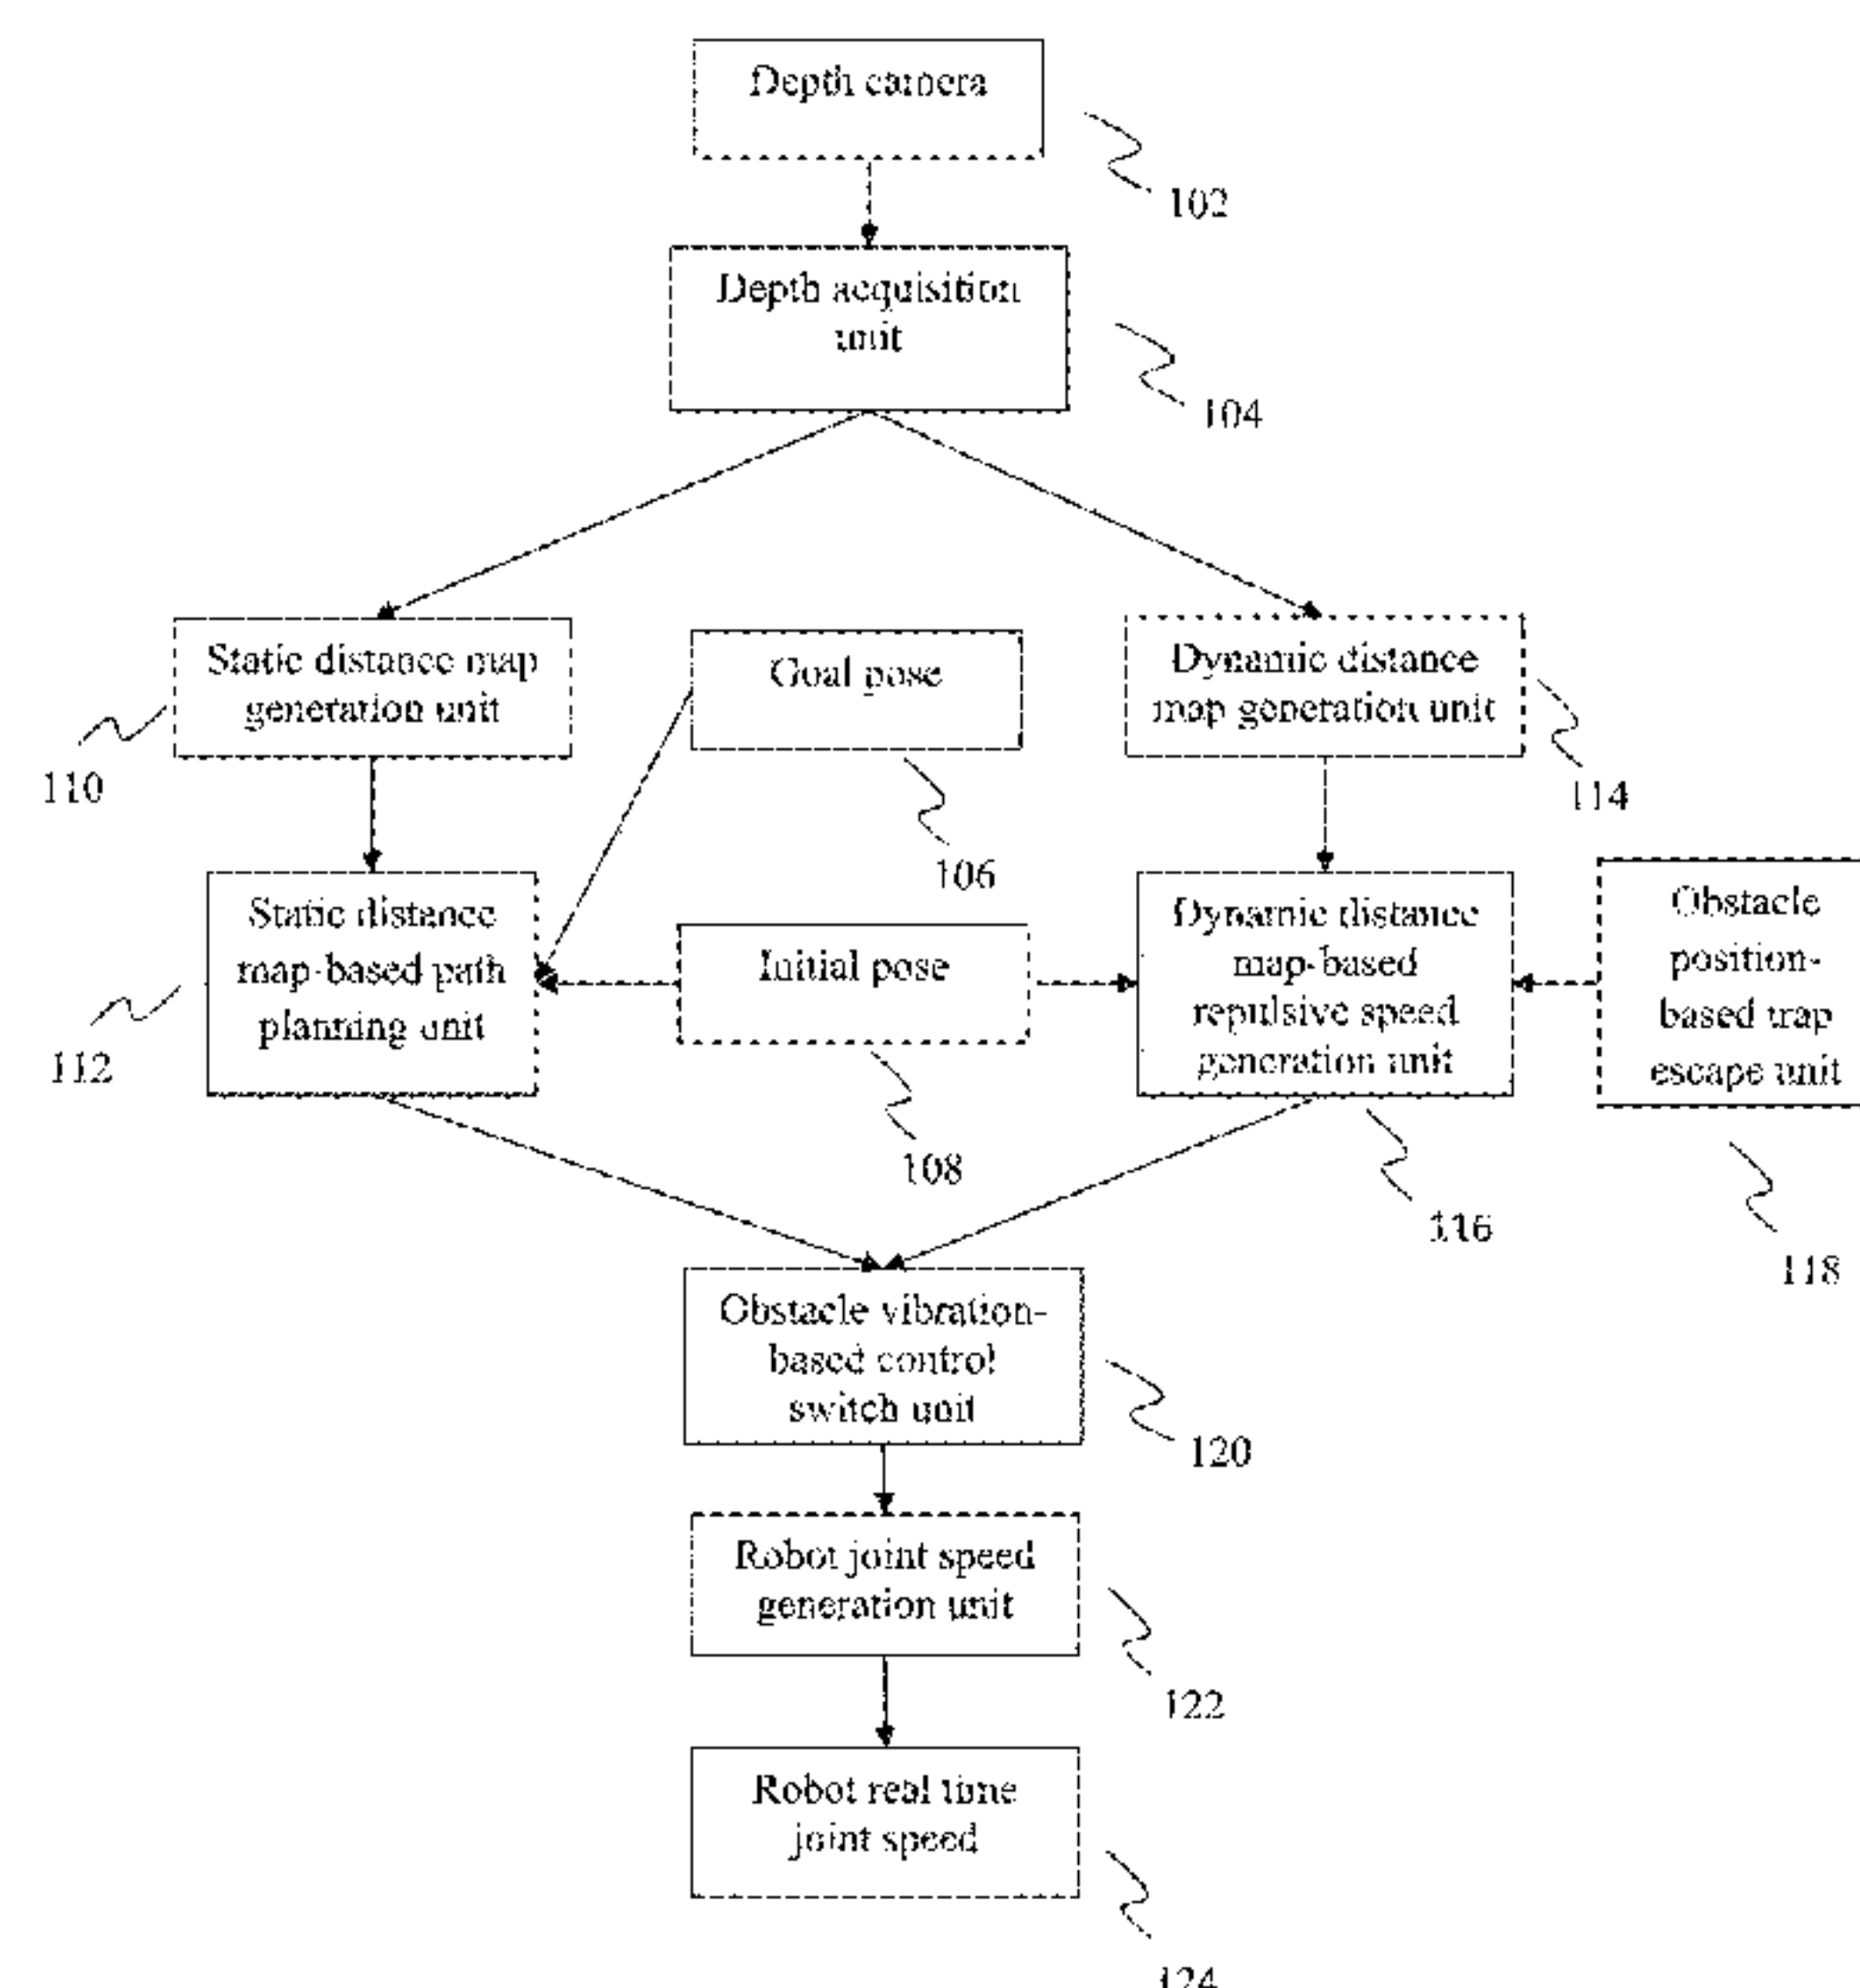 Depth camera
102
Depth acquisition
unit
104
Static distance map
generation unit
110
Goal pose
106
Dynamic distance
map generation unit
114
Static distance
map-based path
planning unit
112
Initial pose
108
Dynamic distance
map-based
repulsive speed
generation unit
116
Obstacle
position-
based trap
escape unit
118
Obstacle vibration-
based control
switch unit
120
Robot joint speed
generation unit
122
Robot real time
joint speed
124